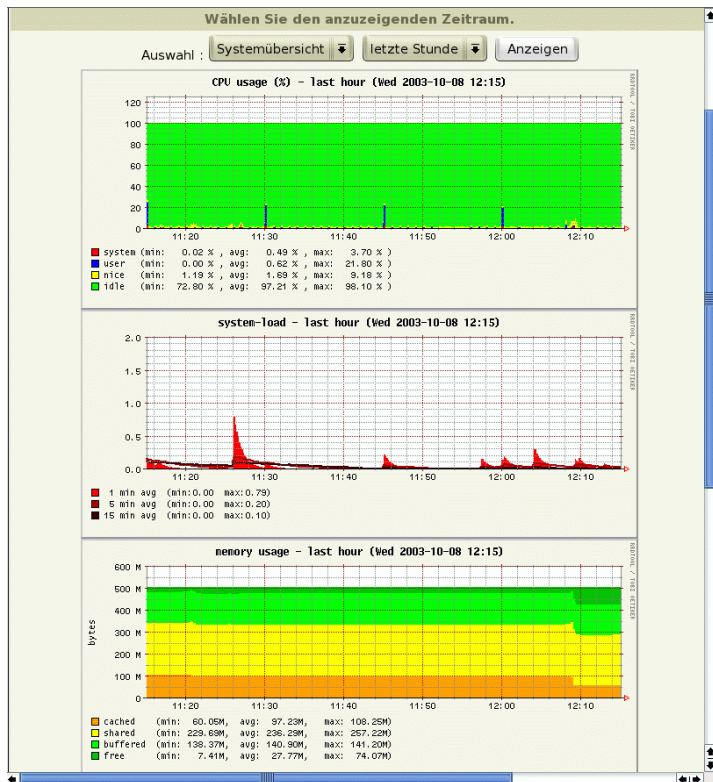 Wählen Sie den anzuzeigenden Zeitraum.
Auswahl : Systemübersicht letzte Stunde Anzeigen
CPU usage (%) - last hour (Wed 2003-10-08 12:15)
RRDTOOL / TOBI OETIKER
120
100
80
60
40
20
0
11:20 11:30 11:40 11:50 12:00 12:10
system (min: 0.02 % , avg: 0.49 % , max: 3.70 % )
user (min: 0.00 % , avg: 0.62 % , max: 21.80 % )
nice (min: 1.19 % , avg: 1.69 % , max: 9.18 % )
idle (min: 72.80 % , avg: 97.21 % , max: 98.10 % )
system-load - last hour (Wed 2003-10-08 12:15)
RRDTOOL / TOBI OETIKER
2.0
1.5
1.0
0.5
0.0
11:20 11:30 11:40 11:50 12:00 12:10
1 min avg (min:0.00 max:0.79)
5 min avg (min:0.00 max:0.20)
15 min avg (min:0.00 max:0.10)
memory usage - last hour (Wed 2003-10-08 12:15)
RRDTOOL / TOBI OETIKER
bytes
600 M
500 M
400 M
300 M
200 M
100 M
0
11:20 11:30 11:40 11:50 12:00 12:10
cached (min: 60.05M, avg: 97.23M, max: 108.25M)
shared (min: 229.69M, avg: 236.29M, max: 257.22M)
buffered (min: 138.37M, avg: 140.90M, max: 141.20M)
free (min: 7.41M, avg: 27.77M, max: 74.07M)